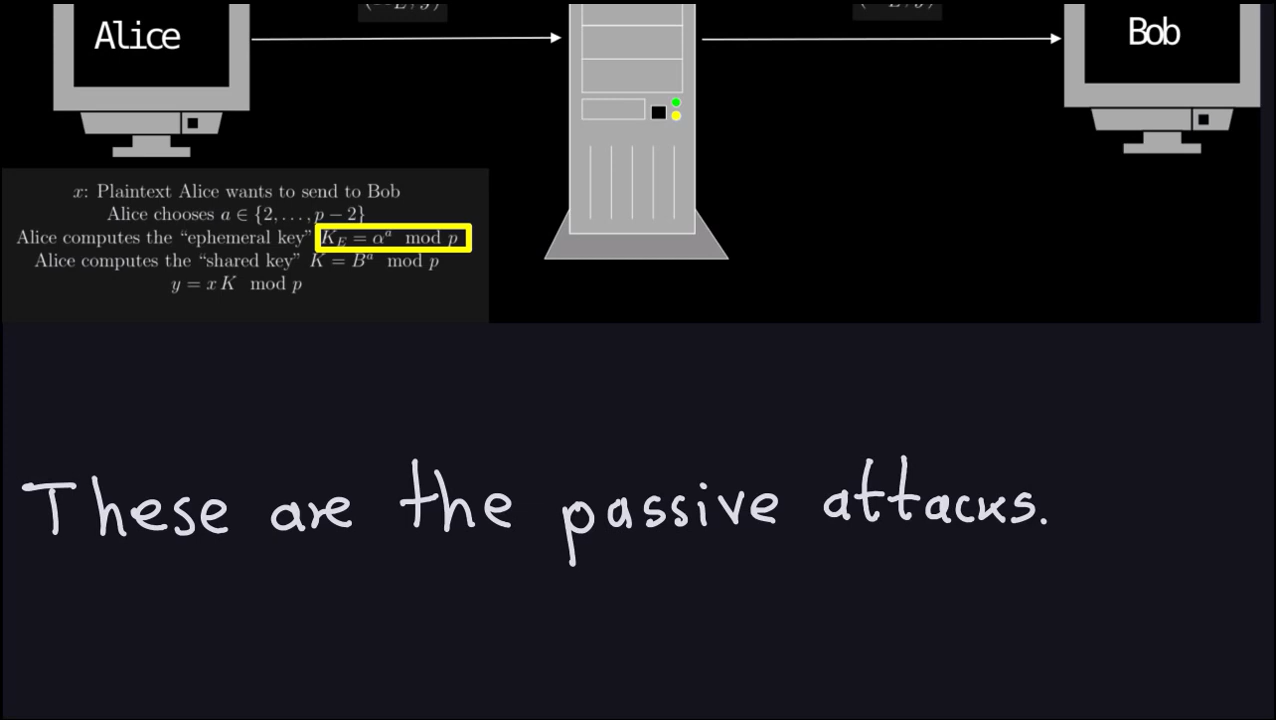 Alice
Bob
x: Plaintext Alice wants to send to Bob
Alice chooses a ∈ {2, . . . , p − 2}
Alice computes the “ephemeral key” K_E = α^a mod p
Alice computes the “shared key” K = B^a mod p
y = x K mod p
These are the passive attacks.